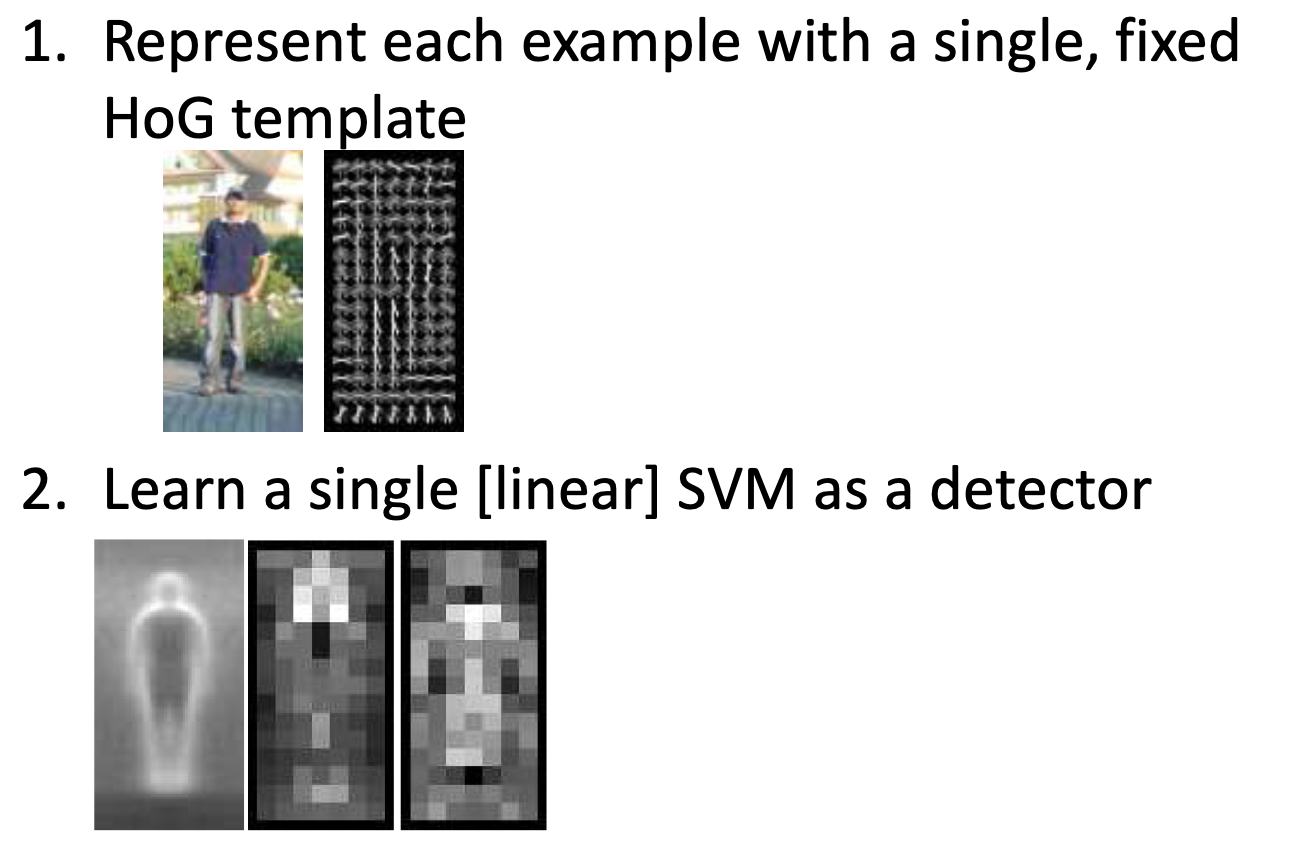 1. Represent each example with a single, fixed
HoG template
2. Learn a single [linear] SVM as a detector